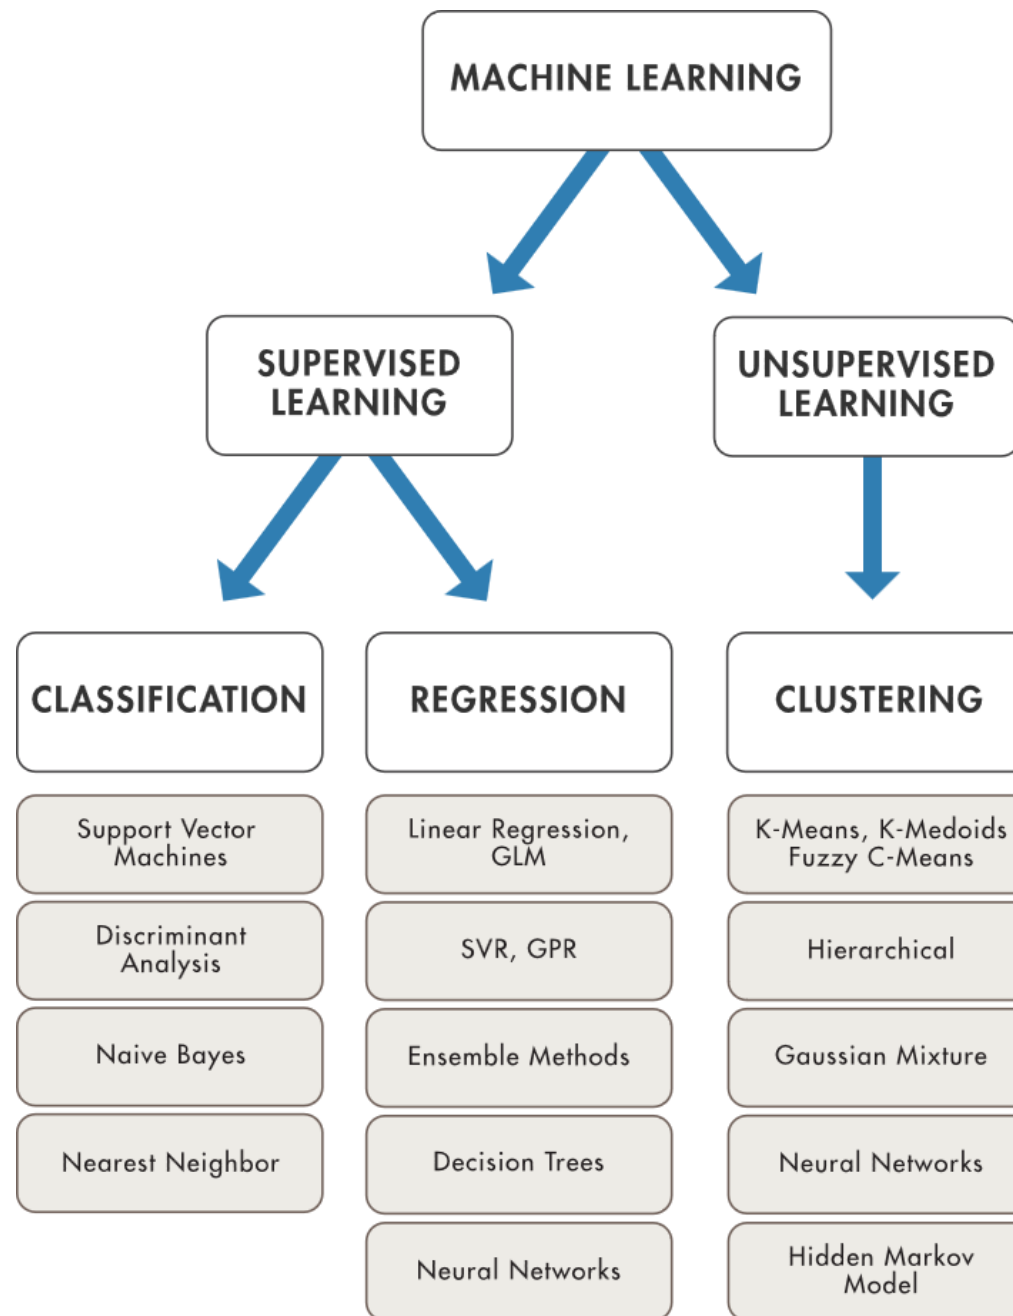 MACHINE LEARNING
SUPERVISED
LEARNING
UNSUPERVISED
LEARNING
CLASSIFICATION
Support Vector
Machines
Discriminant
Analysis
Naive Bayes
Nearest Neighbor
REGRESSION
Linear Regression,
GLM
SVR, GPR
Ensemble Methods
Decision Trees
Neural Networks
CLUSTERING
K-Means, K-Medoids
Fuzzy C-Means
Hierarchical
Gaussian Mixture
Neural Networks
Hidden Markov
Model